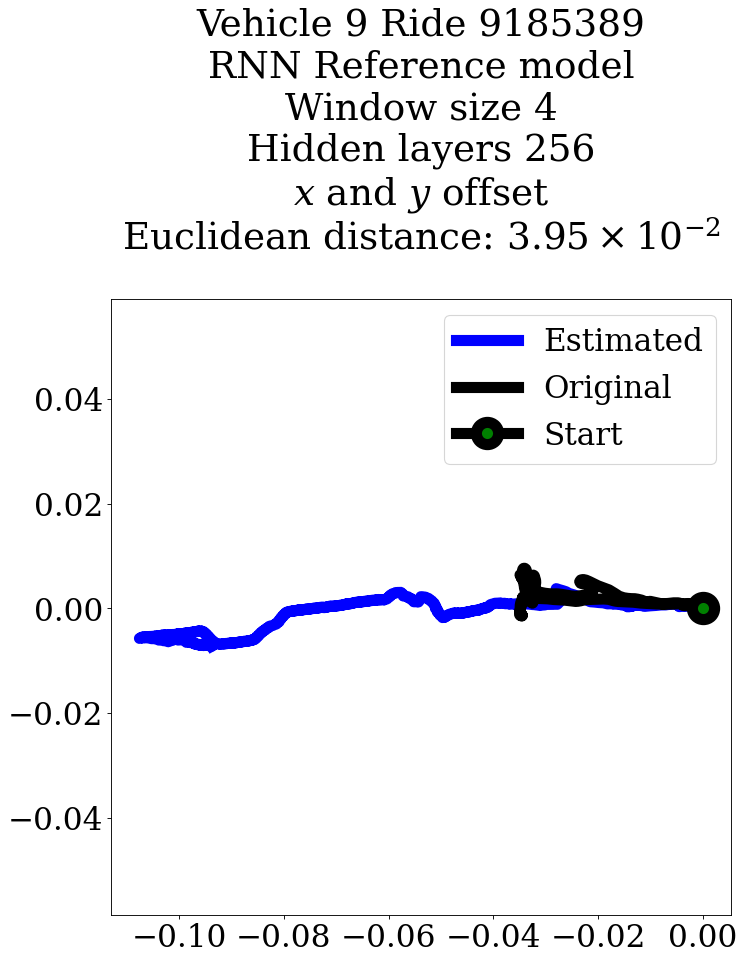 Vehicle 9 Ride 9185389
RNN Reference model
Window size 4
Hidden layers 256
x and y offset
Euclidean distance: 3.95 × 10⁻²
Estimated
Original
Start
0.04
0.02
0.00
−0.02
−0.04
−0.10 −0.08 −0.06 −0.04 −0.02 0.00